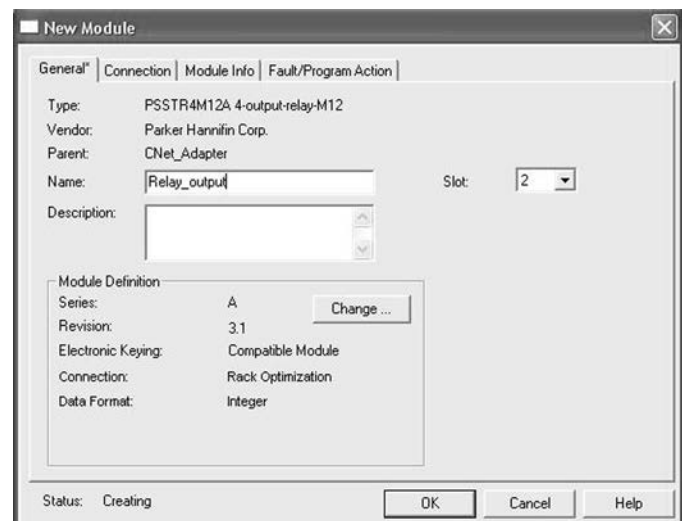 New Module
General* Connection Module Info Fault/Program Action
Type: PSSTR4M12A 4-output-relay-M12
Vendor: Parker Hannifin Corp.
Parent: CNet_Adapter
Name: Relay_output Slot: 2
Description:
Module Definition
Series: A Change ...
Revision: 3.1
Electronic Keying: Compatible Module
Connection: Rack Optimization
Data Format: Integer
Status: Creating OK Cancel Help